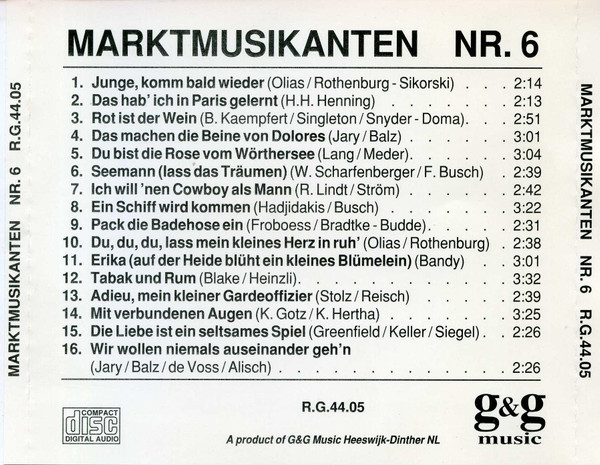 MARKTMUSIKANTEN NR. 6
1. Junge, komm bald wieder (Olias/Rothenburg - Sikorski) . . . 2:14
2. Das hab' ich in Paris gelernt (H.H. Henning) . . . . . . . 2:13
3. Rot ist der Wein (B. Kaempfert/Singleton/Snyder-Doma). . . 2:51
4. Das machen die Beine von Dolores (Jary/Balz) . . . . . . 3:01
5. Du bist die Rose vom Wörthersee (Lang/Meder). . . . . . 3:04
6. Seemann (lass das Träumen) (W. Scharfenberger/F. Busch) . . 2:39
7. Ich will 'nen Cowboy als Mann (R. Lindt/Ström) . . . . . 2:42
8. Ein Schiff wird kommen (Hadjidakis/Busch) . . . . . . . 3:22
9. Pack die Badehose ein (Froboess/Bradtke-Budde). . . . . 2:31
10. Du, du, du, lass mein kleines Herz in ruh' (Olias/Rothenburg) . 2:38
11. Erika (auf der Heide blüht ein kleines Blümelein) (Bandy) . . 3:01
12. Tabak und Rum (Blake/Heinzli). . . . . . . . . . . . 3:32
13. Adieu, mein kleiner Gardeoffizier (Stolz/Reisch) . . . . . 2:39
14. Mit verbundenen Augen (K. Gotz/K. Hertha) . . . . . . . 3:25
15. Die Liebe ist ein seltsames Spiel (Greenfield/Keller/Siegel). . 2:26
16. Wir wollen niemals auseinander geh'n
(Jary/Balz/de Voss/Alisch) . . . . . . . . . . . . . 2:26
COMPACT
disc
DIGITAL AUDIO
R.G.44.05
A product of G&G Music Heeswijk-Dinther NL
g&g
music
MARKTMUSIKANTEN NR. 6 R.G.44.05
MARKTMUSIKANTEN NR. 6 R.G.44.05